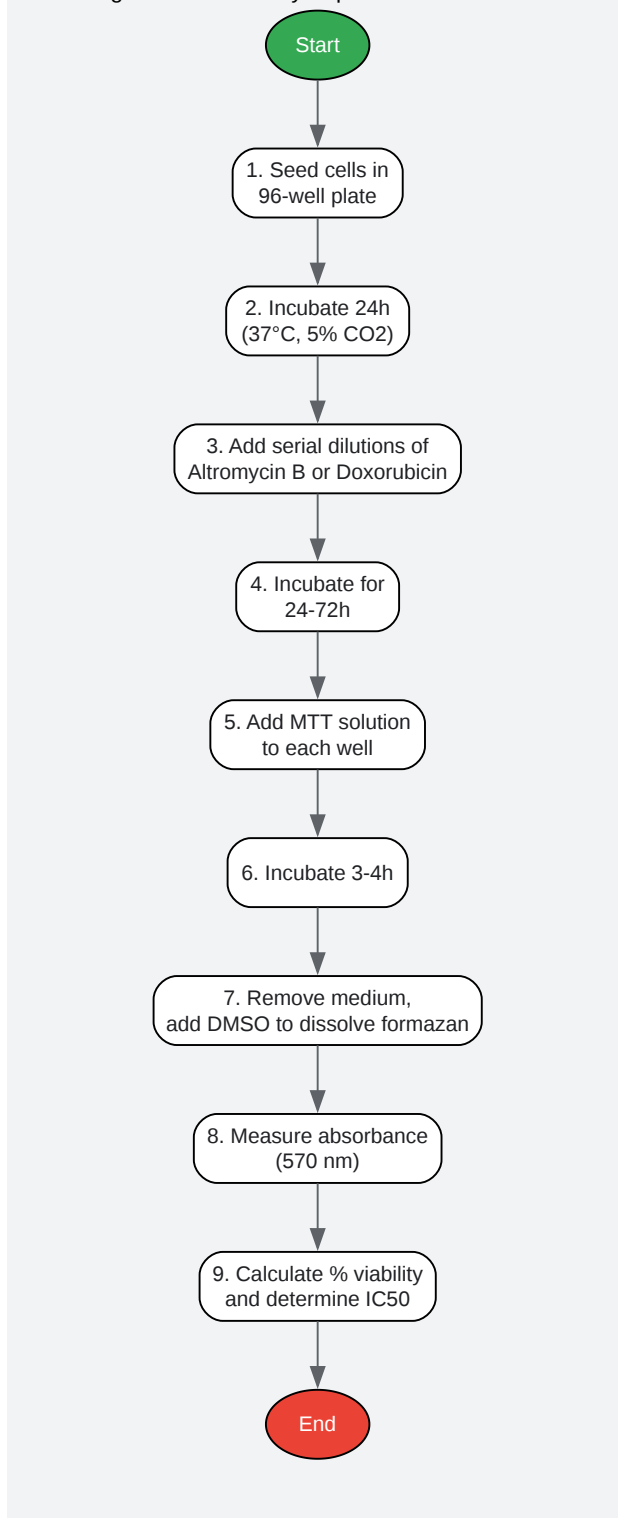 Start
1. Seed cells in
96-well plate
2. Incubate 24h
(37°C, 5% CO2)
3. Add serial dilutions of
Altromycin B or Doxorubicin
4. Incubate for
24-72h
5. Add MTT solution
to each well
6. Incubate 3-4h
7. Remove medium,
add DMSO to dissolve formazan
8. Measure absorbance
(570 nm)
9. Calculate % viability
and determine IC50
End